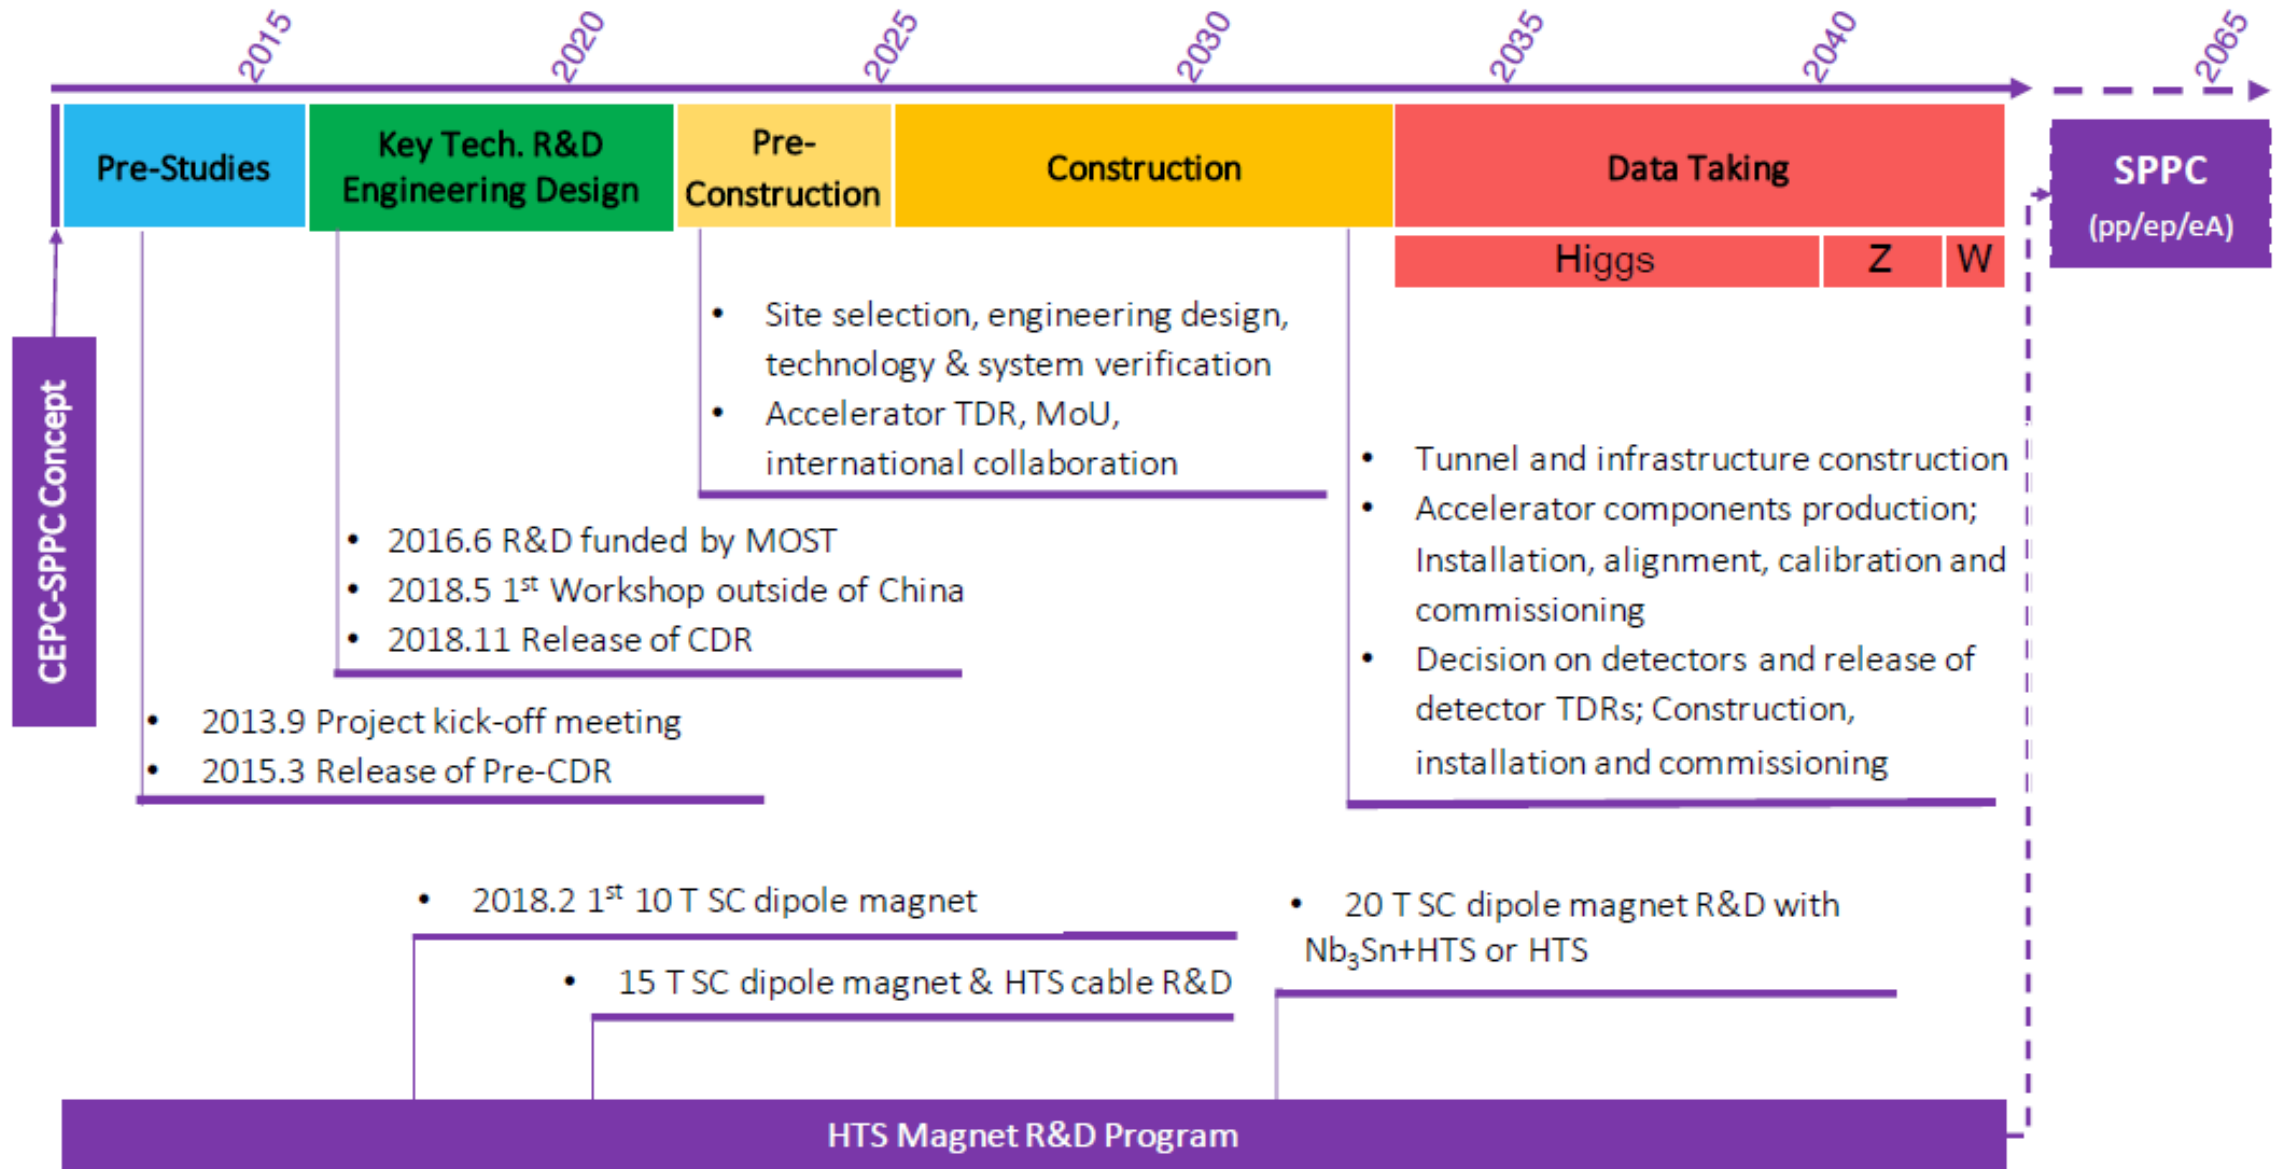 2015
2020
2025
2030
2035
2040
2065
Pre-Studies
Key Tech. R&D
Engineering Design
Pre-
Construction
Construction
Data Taking
SPPC
(pp/ep/eA)
Higgs
Z
W
CEPC-SPPC Concept
• Site selection, engineering design,
technology & system verification
• Accelerator TDR, MoU,
international collaboration
• 2016.6 R&D funded by MOST
• 2018.5 1st Workshop outside of China
• 2018.11 Release of CDR
• 2013.9 Project kick-off meeting
• 2015.3 Release of Pre-CDR
• Tunnel and infrastructure construction
• Accelerator components production;
Installation, alignment, calibration and
commissioning
• Decision on detectors and release of
detector TDRs; Construction,
installation and commissioning
• 2018.2 1st 10 T SC dipole magnet
• 15 T SC dipole magnet & HTS cable R&D
• 20 T SC dipole magnet R&D with
Nb₃Sn+HTS or HTS
HTS Magnet R&D Program